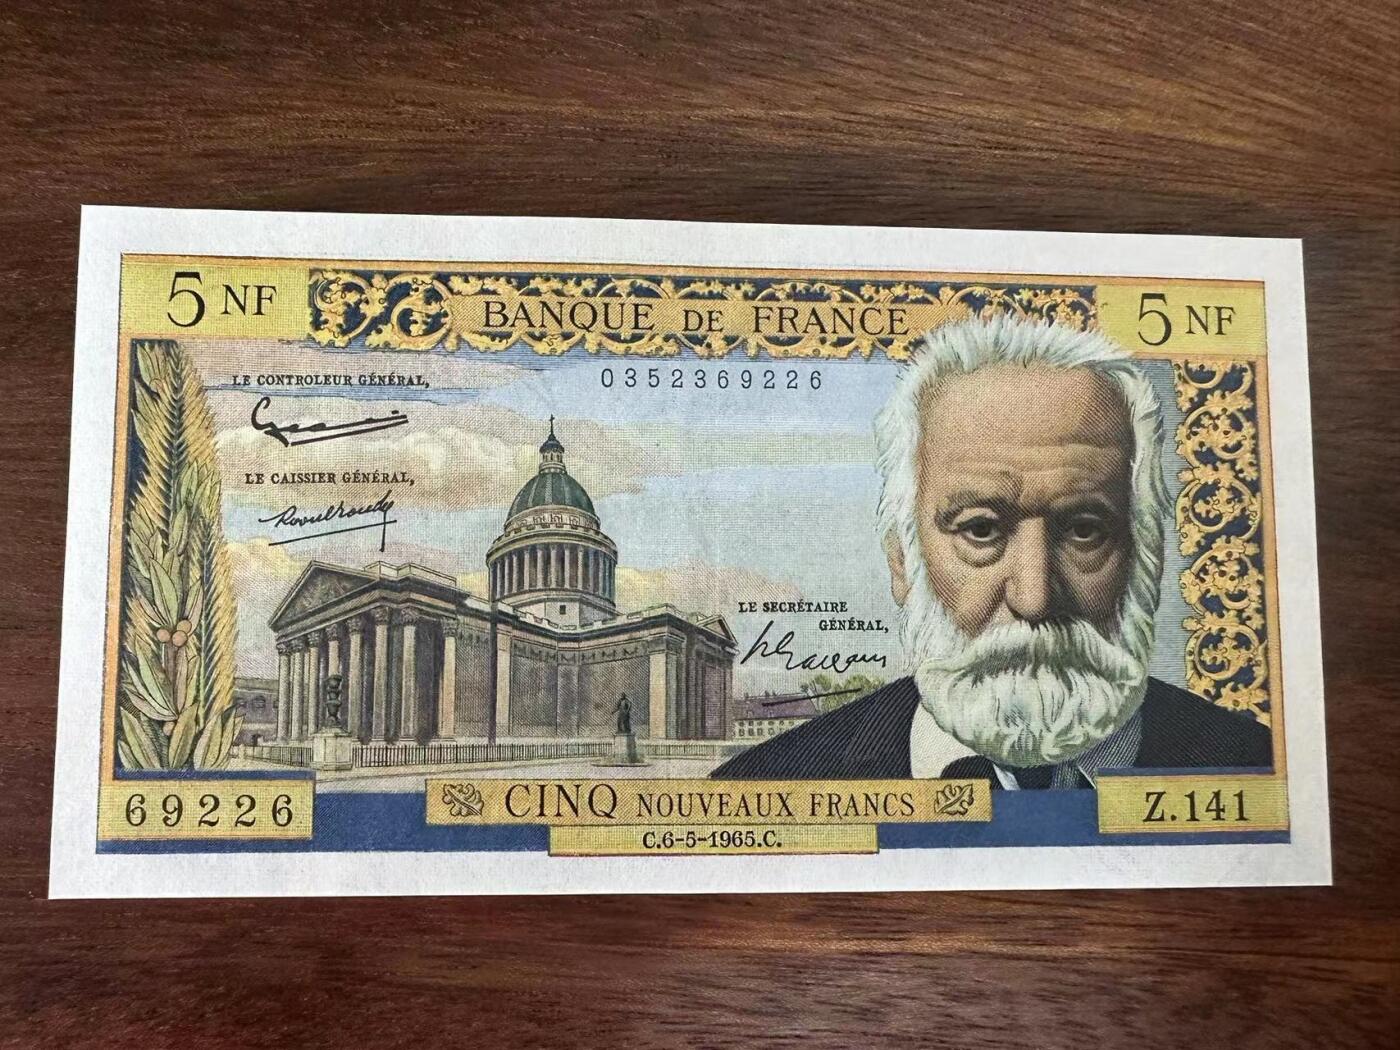 5 NF
BANQUE DE FRANCE
5 NF
0352369226
LE CONTROLEUR GÉNÉRAL,
LE CAISSIER GÉNÉRAL,
LE SECRÉTAIRE
GÉNÉRAL,
69226
CINQ NOUVEAUX FRANCS
Z.141
C.6-5-1965.C.